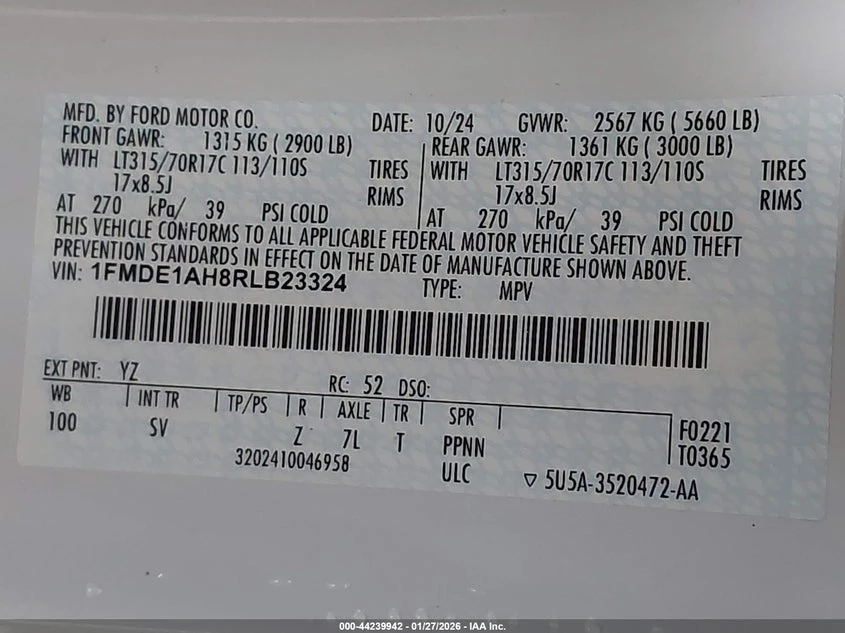 MFD. BY FORD MOTOR CO. DATE: 10/24 GVWR: 2567 KG ( 5660 LB)
FRONT GAWR: 1315 KG ( 2900 LB) REAR GAWR: 1361 KG ( 3000 LB)
WITH LT315/70R17C 113/110S TIRES WITH LT315/70R17C 113/110S TIRES
17x8.5J RIMS 17x8.5J RIMS
AT 270 kPa/ 39 PSI COLD AT 270 kPa/ 39 PSI COLD
THIS VEHICLE CONFORMS TO ALL APPLICABLE FEDERAL MOTOR VEHICLE SAFETY AND THEFT
PREVENTION STANDARDS IN EFFECT ON THE DATE OF MANUFACTURE SHOWN ABOVE.
VIN: 1FMDE1AH8RLB23324 TYPE: MPV
EXT PNT: YZ RC: 52 DSO:
WB INT TR TP/PS R AXLE TR SPR F0221
100 SV Z 7L T PPNN T0365
3202410046958 ULC ▽ 5U5A-3520472-AA
000-44239942 - 01/27/2026 - IAA Inc.